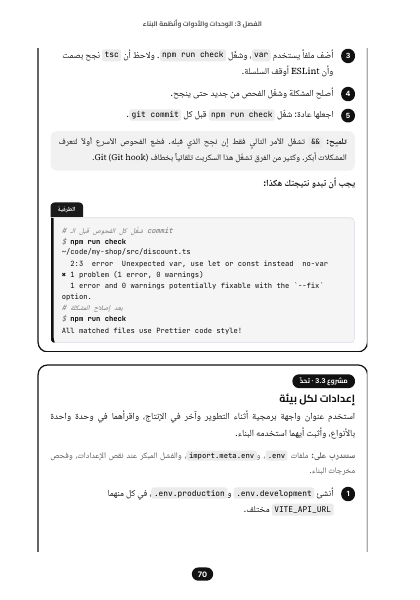 الفصل 3: الوحدات والأدوات وأنظمة البناء
3 أضف ملفاً يستخدم var، وشغّل npm run check. ولاحظ أن tsc نجح بصمت
وأن ESLint أوقف السلسلة.
4 أصلح المشكلة وشغّل الفحص من جديد حتى ينجح.
5 اجعلها عادة: شغّل npm run check قبل كل git commit.
تلميح: && تشغّل الأمر التالي فقط إن نجح الذي قبله. فضع الفحوص الأسرع أولاً لتعرف
المشكلات أبكر. وكثير من الفرق تشغّل هذا السكربت تلقائياً بخطاف Git (Git hook).
يجب أن تبدو نتيجتك هكذا:
الطرفية
# شغّل كل الفحوص قبل الـ commit
$ npm run check
~/code/my-shop/src/discount.ts
2:3 error Unexpected var, use let or const instead no-var
✖ 1 problem (1 error, 0 warnings)
1 error and 0 warnings potentially fixable with the `--fix`
option.
# بعد إصلاح المشكلة
$ npm run check
All matched files use Prettier code style!
مشروع 3.3 · تحدٍّ
إعدادات لكل بيئة
استخدم عنوان واجهة برمجية أثناء التطوير وآخر في الإنتاج، واقرأهما في وحدة واحدة
بالأنواع، وأثبت أيهما استخدمه البناء.
ستتدرب على: ملفات .env، وimport.meta.env، والفشل المبكر عند نقص الإعدادات، وفحص
مخرجات البناء.
1 أنشئ .env.development و.env.production، في كل منهما
VITE_API_URL مختلف.
70